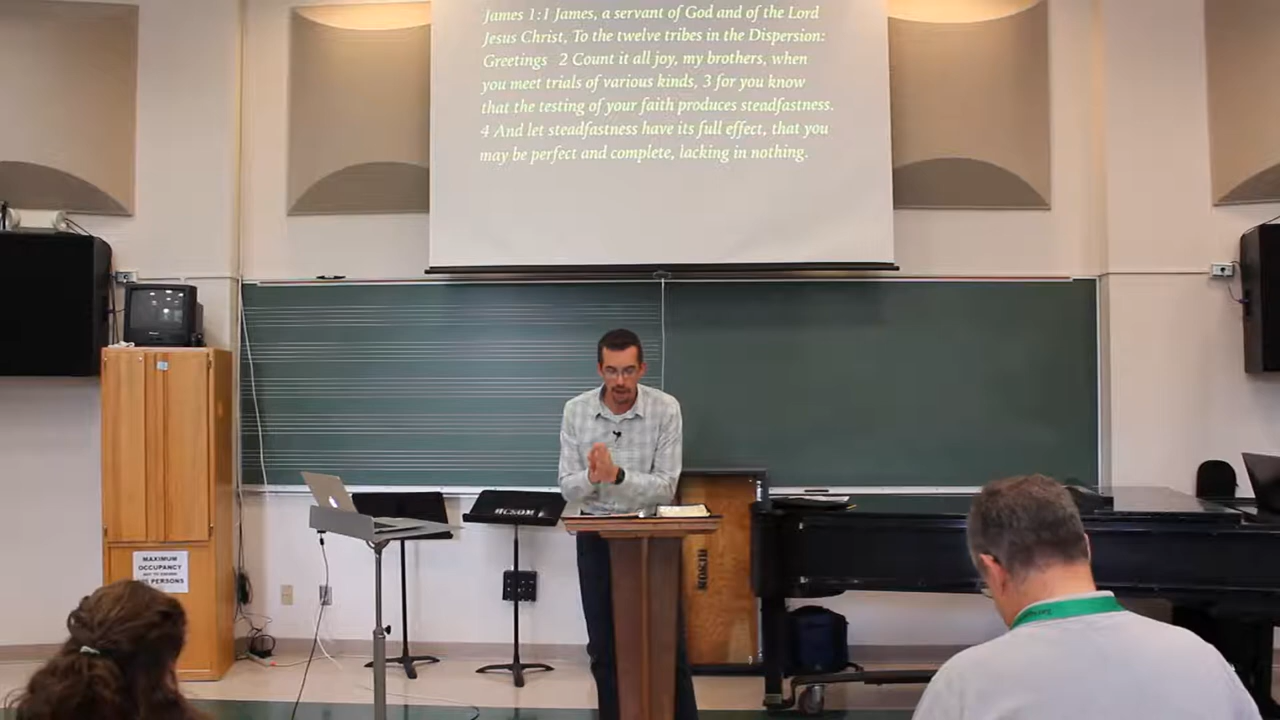 James 1:1 James, a servant of God and of the Lord
Jesus Christ, To the twelve tribes in the Dispersion:
Greetings 2 Count it all joy, my brothers, when
you meet trials of various kinds, 3 for you know
that the testing of your faith produces steadfastness.
4 And let steadfastness have its full effect, that you
may be perfect and complete, lacking in nothing.
WCSOM
MAXIMUM
OCCUPANCY
PERSONS